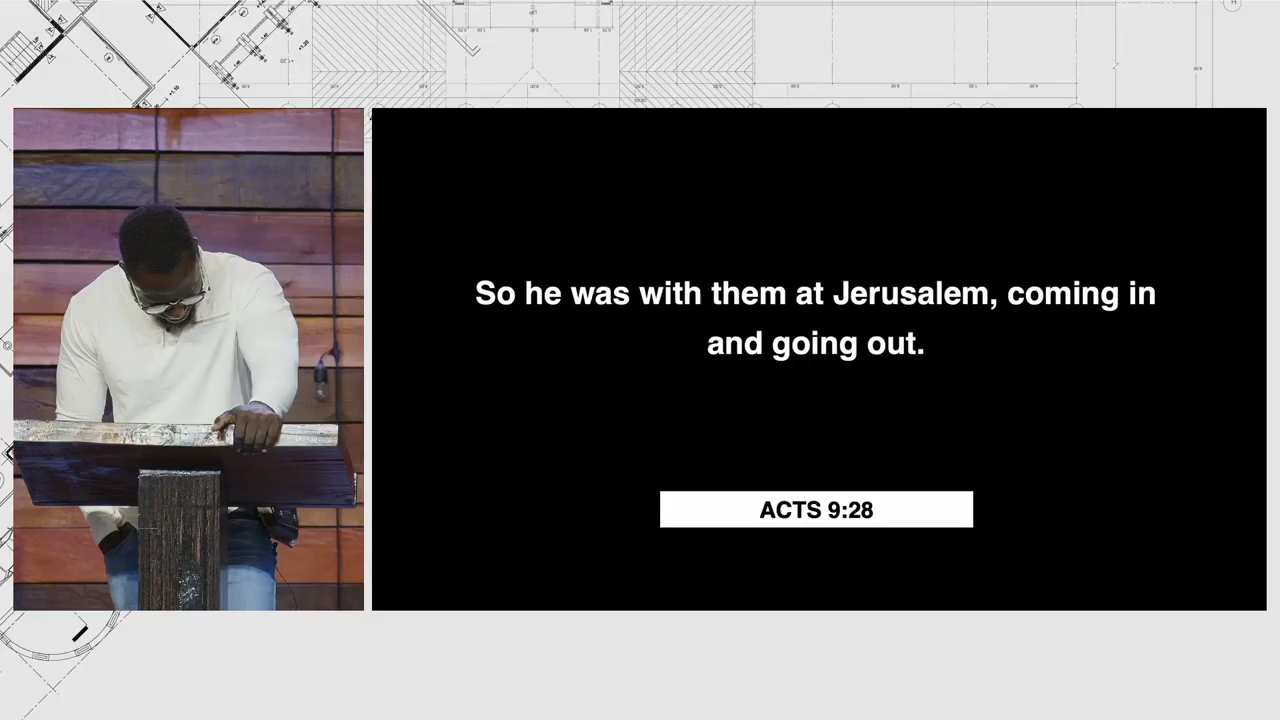 So he was with them at Jerusalem, coming in
and going out.
ACTS 9:28